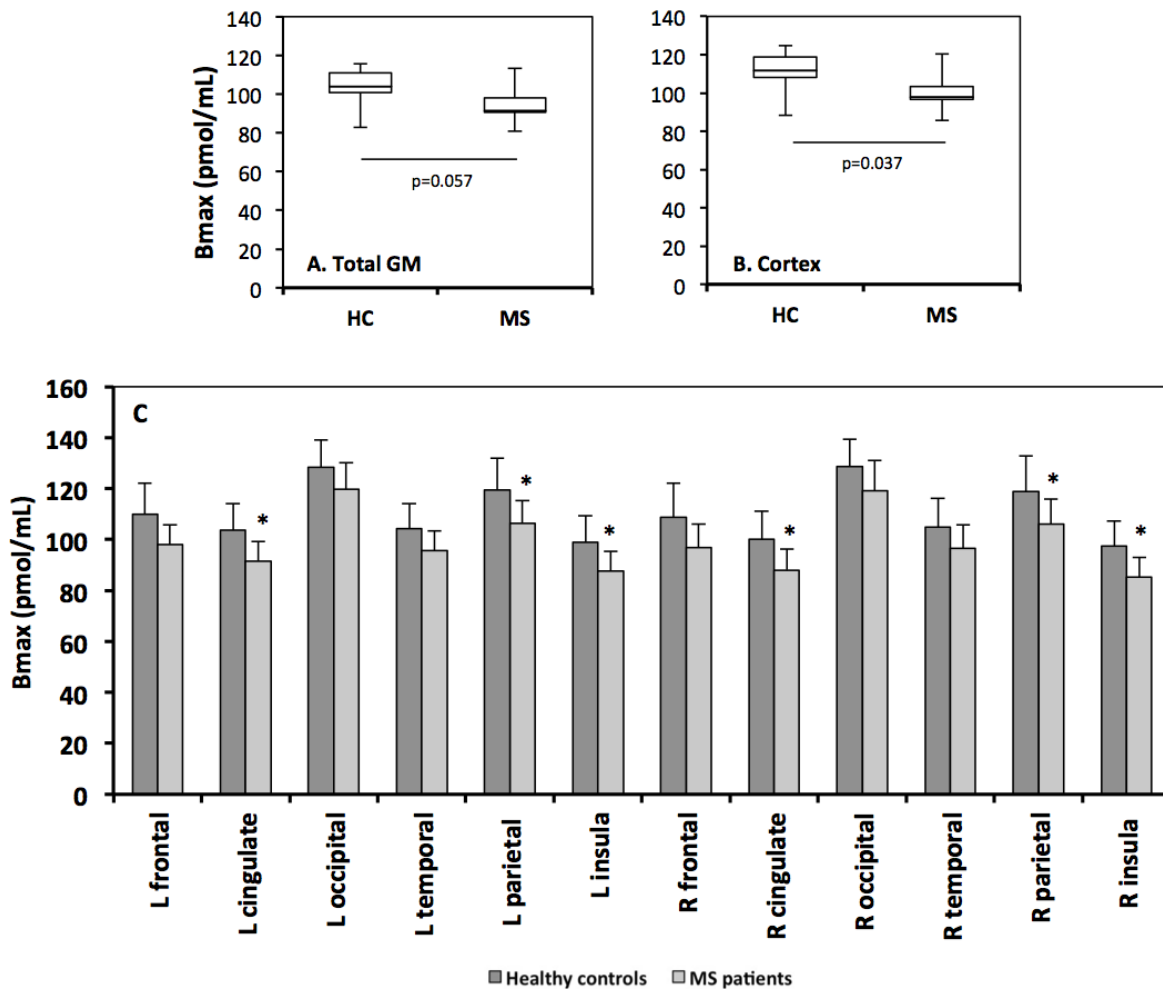 140
120
100
80
60
40
20
0
Bmax (pmol/mL)
p=0.057
A. Total GM
HC MS
140
120
100
80
60
40
20
0
p=0.037
B. Cortex
HC MS
160
140
120
100
80
60
40
20
0
Bmax (pmol/mL)
C
*
*
*
*
*
*
L frontal
L cingulate
L occipital
L temporal
L parietal
L insula
R frontal
R cingulate
R occipital
R temporal
R parietal
R insula
Healthy controls MS patients